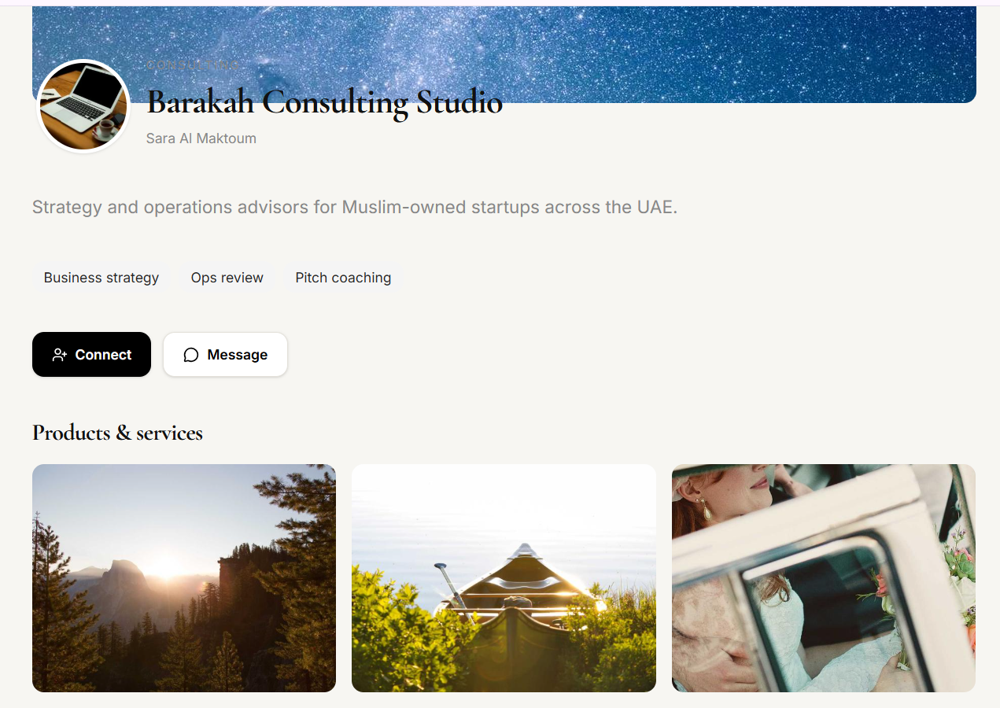 CONSULTING
Barakah Consulting Studio
Sara Al Maktoum
Strategy and operations advisors for Muslim-owned startups across the UAE.
Business strategy
Ops review
Pitch coaching
Connect
Message
Products & services